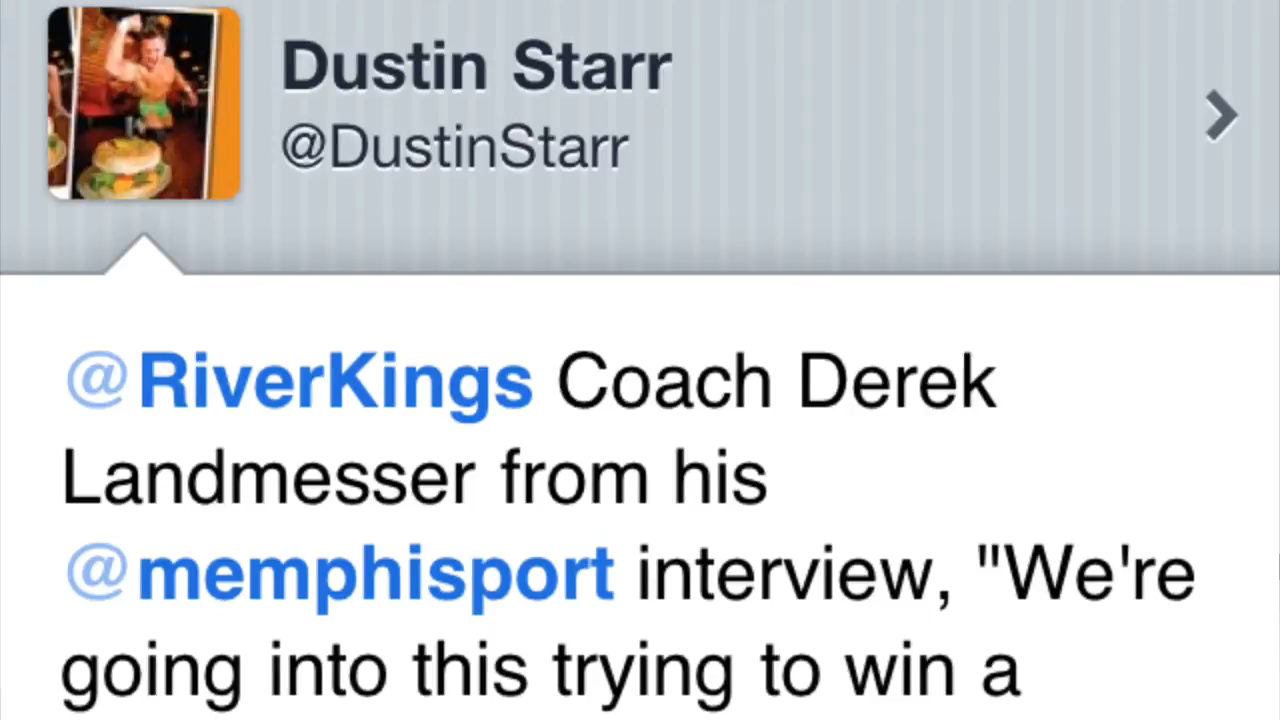 Dustin Starr
@DustinStarr
@RiverKings Coach Derek
Landmesser from his
@memphisport interview, "We're
going into this trying to win a